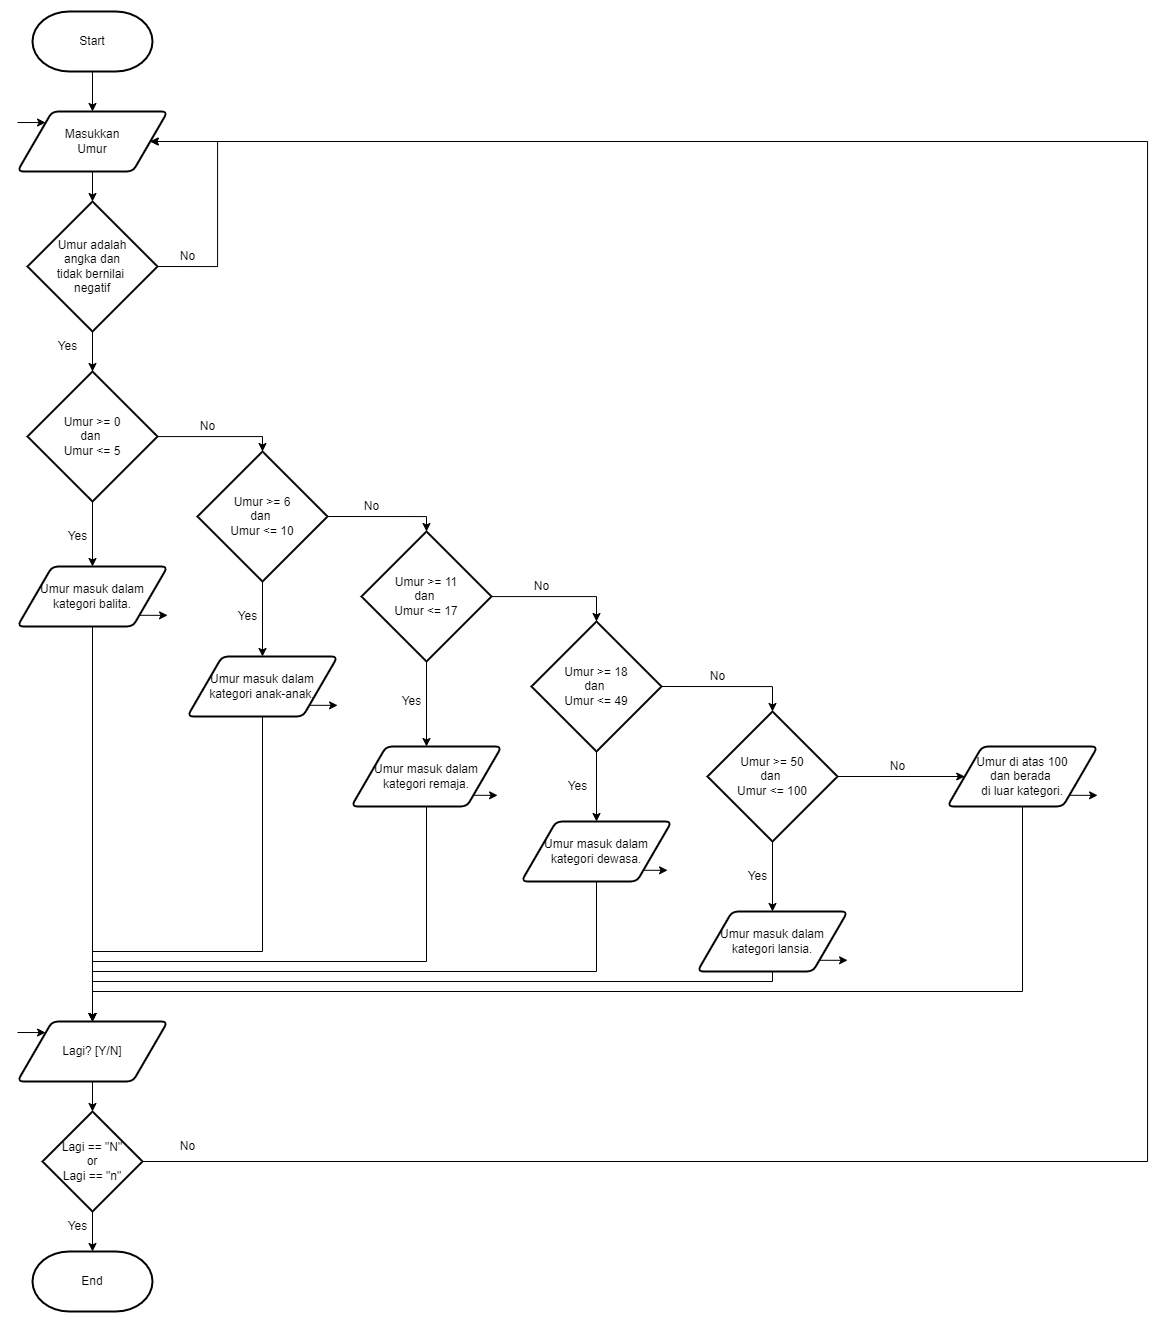 Start
Masukkan
Umur
Umur adalah
angka dan
tidak bernilai
negatif
No
Yes
Umur >= 0
dan
Umur <= 5
No
Yes
Umur masuk dalam
kategori balita.
Umur >= 6
dan
Umur <= 10
No
Yes
Umur masuk dalam
kategori anak-anak.
Umur >= 11
dan
Umur <= 17
No
Yes
Umur masuk dalam
kategori remaja.
Umur >= 18
dan
Umur <= 49
No
Yes
Umur masuk dalam
kategori dewasa.
Umur >= 50
dan
Umur <= 100
No
Yes
Umur masuk dalam
kategori lansia.
Umur di atas 100
dan berada
di luar kategori.
Lagi? [Y/N]
Lagi == "N"
or
Lagi == "n"
No
Yes
End